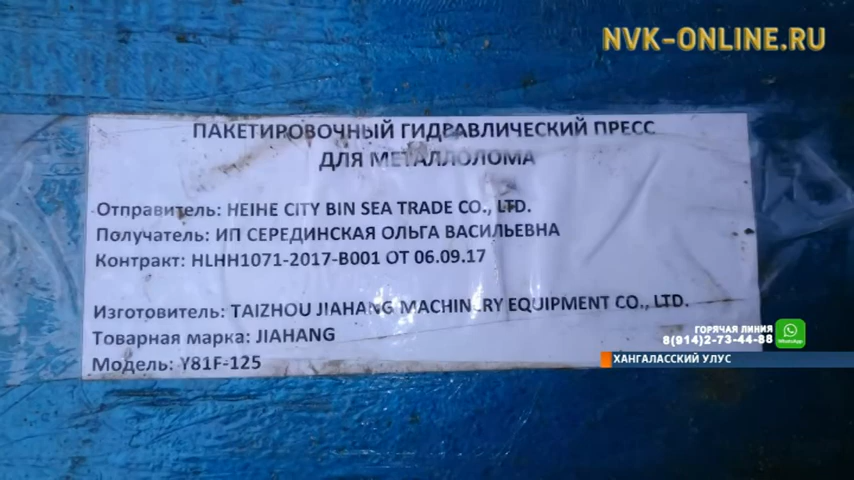 NVK-ONLINE.RU
ПАКЕТИРОВОЧНЫЙ ГИДРАВЛИЧЕСКИЙ ПРЕСС
ДЛЯ МЕТАЛЛОЛОМА
Отправитель: HEIHE CITY BIN SEA TRADE CO., LTD.
Получатель: ИП СЕРЕДИНСКАЯ ОЛЬГА ВАСИЛЬЕВНА
Контракт: HLHH1071-2017-B001 ОТ 06.09.17
Изготовитель: TAIZHOU JIAHANG MACHINERY EQUIPMENT CO., LTD.
Товарная марка: JIAHANG
Модель: Y81F-125
ГОРЯЧАЯ ЛИНИЯ
8(914)2-73-44-88
WhatsApp
ХАНГАЛАССКИЙ УЛУС